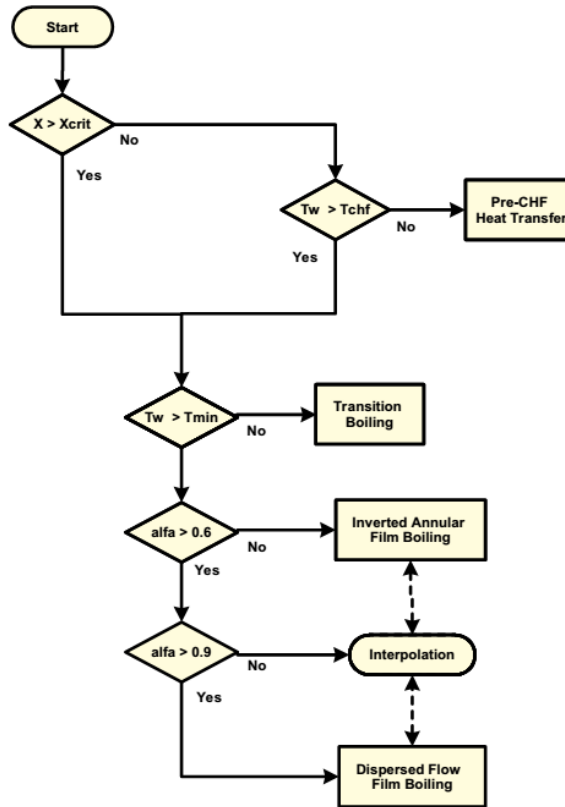 Start
X > Xcrit
No
Yes
Tw > Tchf
No
Pre-CHF
Heat Transfer
Yes
Tw > Tmin
No
Transition
Boiling
alfa > 0.6
No
Inverted Annular
Film Boiling
Yes
alfa > 0.9
No
Interpolation
Yes
Dispersed Flow
Film Boiling